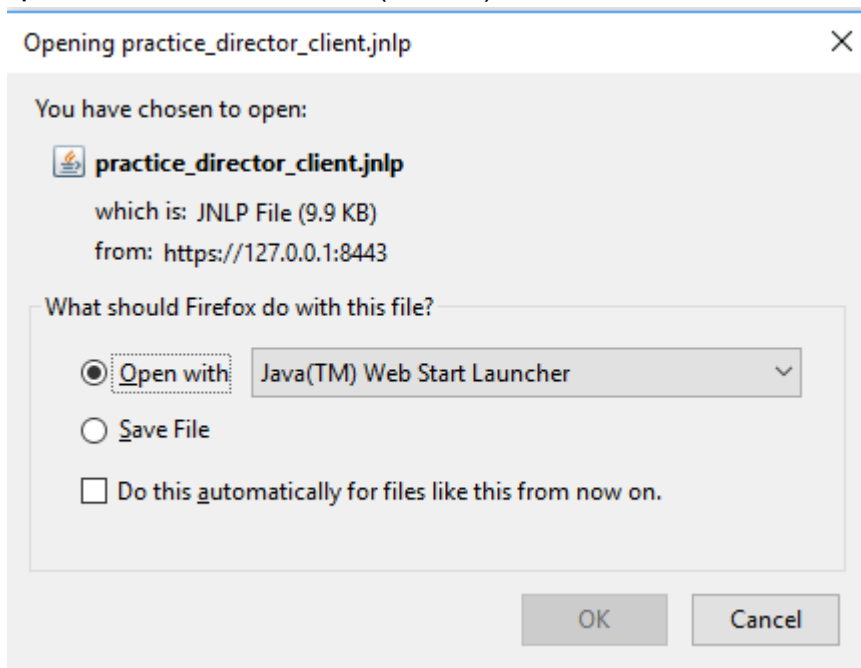 Opening practice_director_client.jnlp
You have chosen to open:
practice_director_client.jnlp
which is: JNLP File (9.9 KB)
from: https://127.0.0.1:8443
What should Firefox do with this file?
Open with Java(TM) Web Start Launcher
Save File
Do this automatically for files like this from now on.
OK Cancel